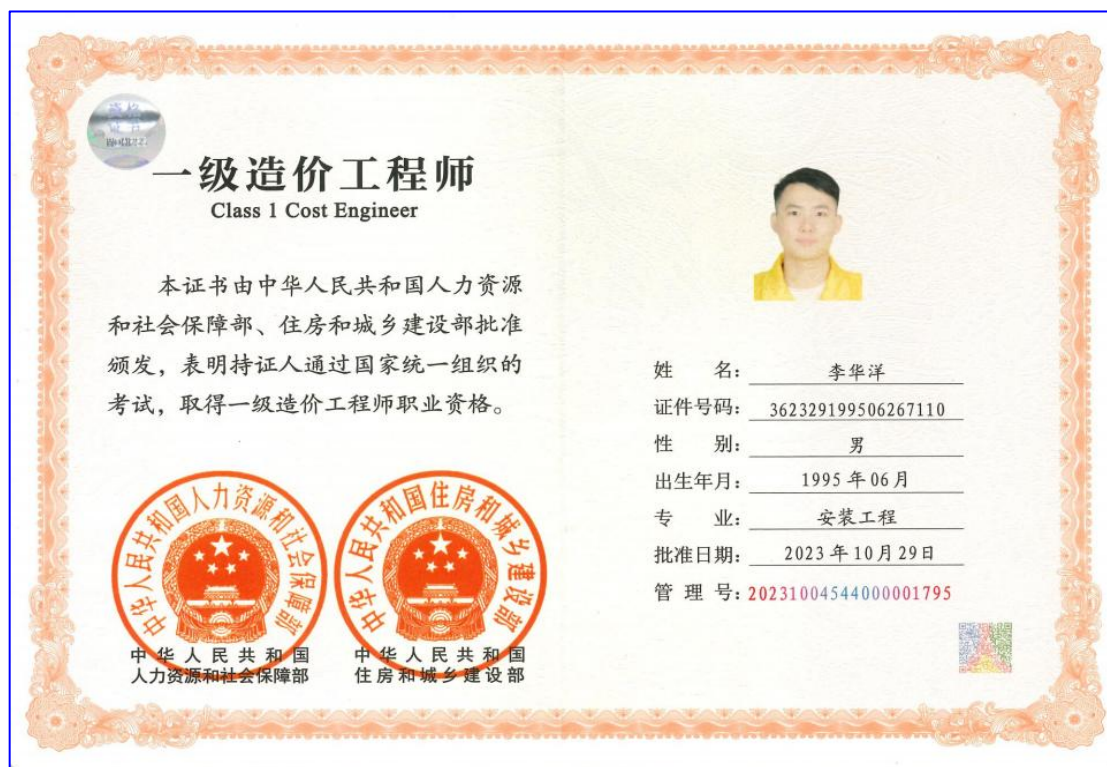 一级造价工程师
Class 1 Cost Engineer
本证书由中华人民共和国人力资源
和社会保障部、住房和城乡建设部批准
颁发，表明持证人通过国家统一组织的
考试，取得一级造价工程师职业资格。
中华人民共和国人力资源和社会保障部
中华人民共和国住房和城乡建设部
中华人民共和国
人力资源和社会保障部
中华人民共和国
住房和城乡建设部
姓 名：李华洋
证件号码：362329199506267110
性 别：男
出生年月：1995年06月
专 业：安装工程
批准日期：2023年10月29日
管 理 号：20231004544000001795